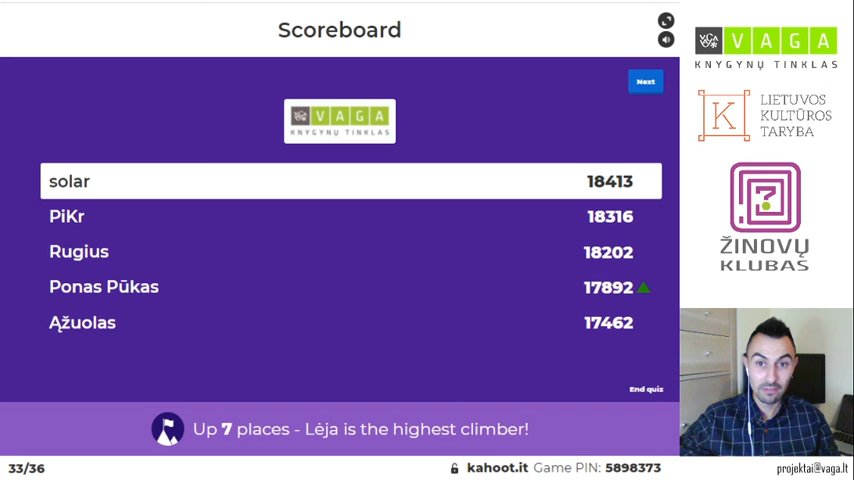 Scoreboard
Next
VAGA
KNYGYNŲ TINKLAS
solar 18413
PiKr 18316
Rugius 18202
Ponas Pūkas 17892
Ąžuolas 17462
End quiz
Up 7 places - Lėja is the highest climber!
33/36
kahoot.it Game PIN: 5898373
VAGA
KNYGYNŲ TINKLAS
K
LIETUVOS
KULTŪROS
TARYBA
?
ŽINOVŲ
KLUBAS
projektai@vaga.lt